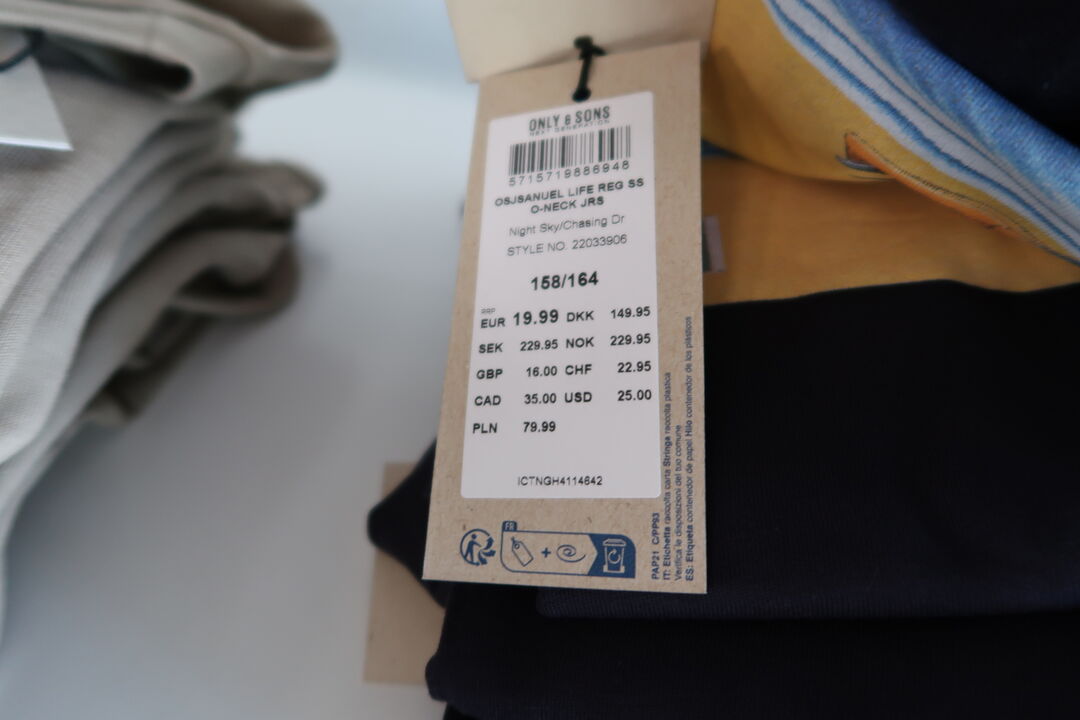 ONLY & SONS
NEXT GENERATION
5715719886948
OSJSANUEL LIFE REG SS
O-NECK JRS
Night Sky/Chasing Dr
STYLE NO. 22033906
158/164
RRP
EUR 19.99 DKK 149.95
SEK 229.95 NOK 229.95
GBP 16.00 CHF 22.95
CAD 35.00 USD 25.00
PLN 79.99
ICTNGH4114642
FR
+
PAP21 C/PP93
IT: Etichetta raccolta carta Stringa raccolta plastica
Verifica le disposizioni del tuo comune
ES: Etiqueta contenedor de papel Hilo contenedor de los plásticos